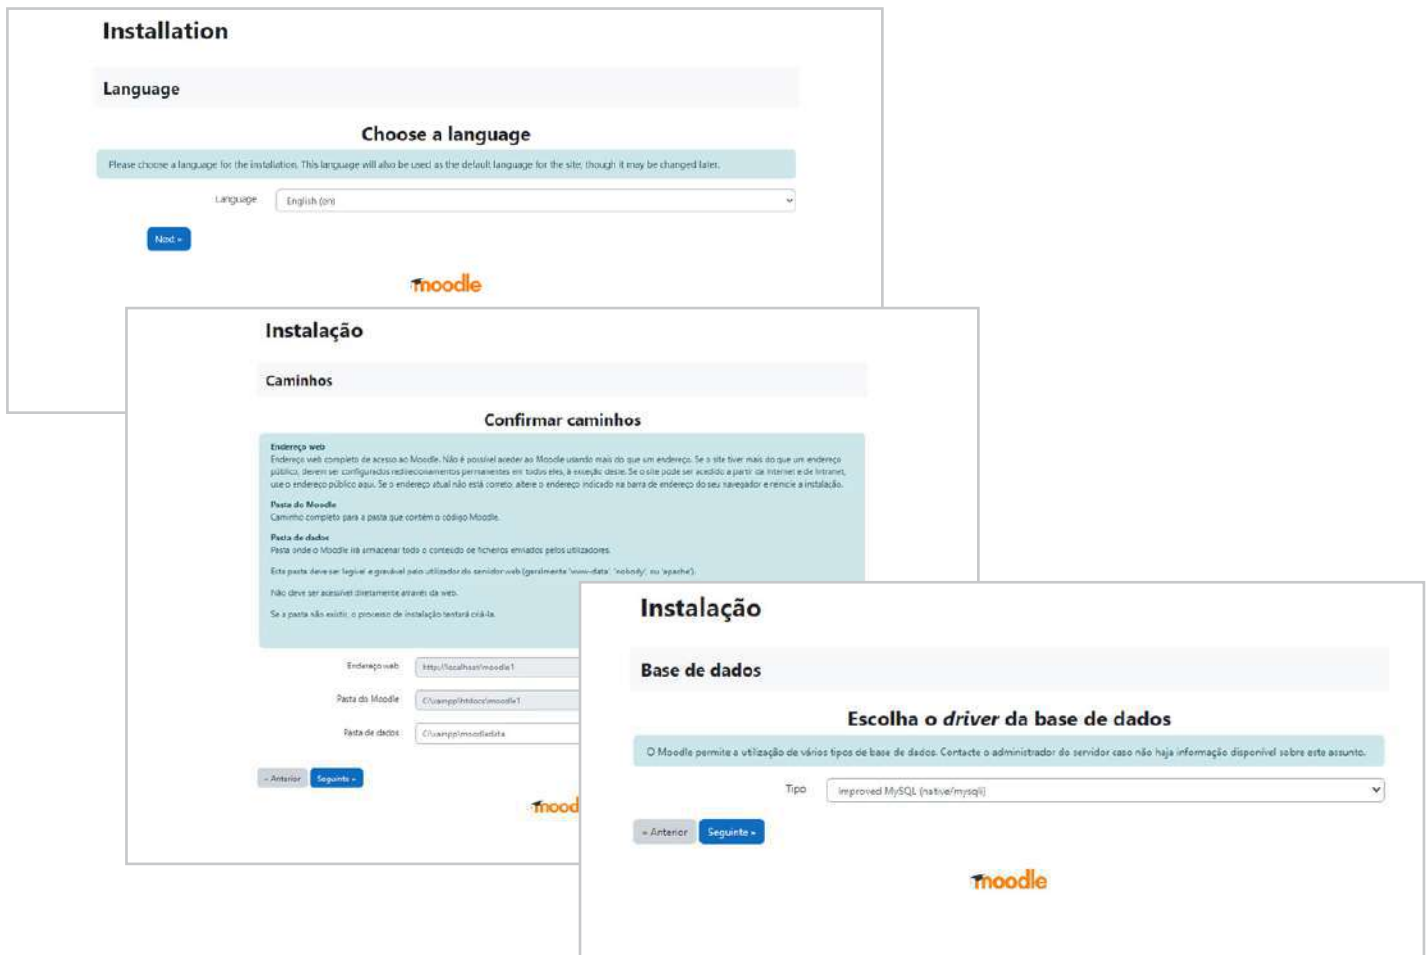 Installation
Language
Choose a language
Please choose a language for the installation. This language will also be used as the default language for the site, though it may be changed later.
Language
English (en)
Next »
moodle
Instalação
Caminhos
Confirmar caminhos
Endereço web
Endereço web completo de acesso ao Moodle. Não é possível aceder ao Moodle usando mais do que um endereço. Se o site tiver mais do que um endereço
público, devem ser configurados redirecionamentos permanentes em todos eles, à exceção deste. Se o site pode ser acedido a partir da Internet e de Intranet,
use o endereço público aqui. Se o endereço atual não está correto, altere o endereço indicado na barra de endereço do seu navegador e reinicie a instalação.
Pasta do Moodle
Caminho completo para a pasta que contém o código Moodle.
Pasta de dados
Pasta onde o Moodle irá armazenar todo o conteúdo de ficheiros enviados pelos utilizadores.
Esta pasta deve ser legível e gravável pelo utilizador do servidor web (geralmente 'www-data', 'nobody', ou 'apache').
Não deve ser acessível diretamente através da web.
Se a pasta não existir, o processo de instalação tentará criá-la.
Endereço web
http://localhost/moodle1
Pasta do Moodle
C:\xampp\htdocs\moodle1
Pasta de dados
C:\xampp\moodledata
« Anterior
Seguinte »
mood
Instalação
Base de dados
Escolha o driver da base de dados
O Moodle permite a utilização de vários tipos de base de dados. Contacte o administrador do servidor caso não haja informação disponível sobre este assunto.
Tipo
Improved MySQL (native/mysqli)
« Anterior
Seguinte »
moodle